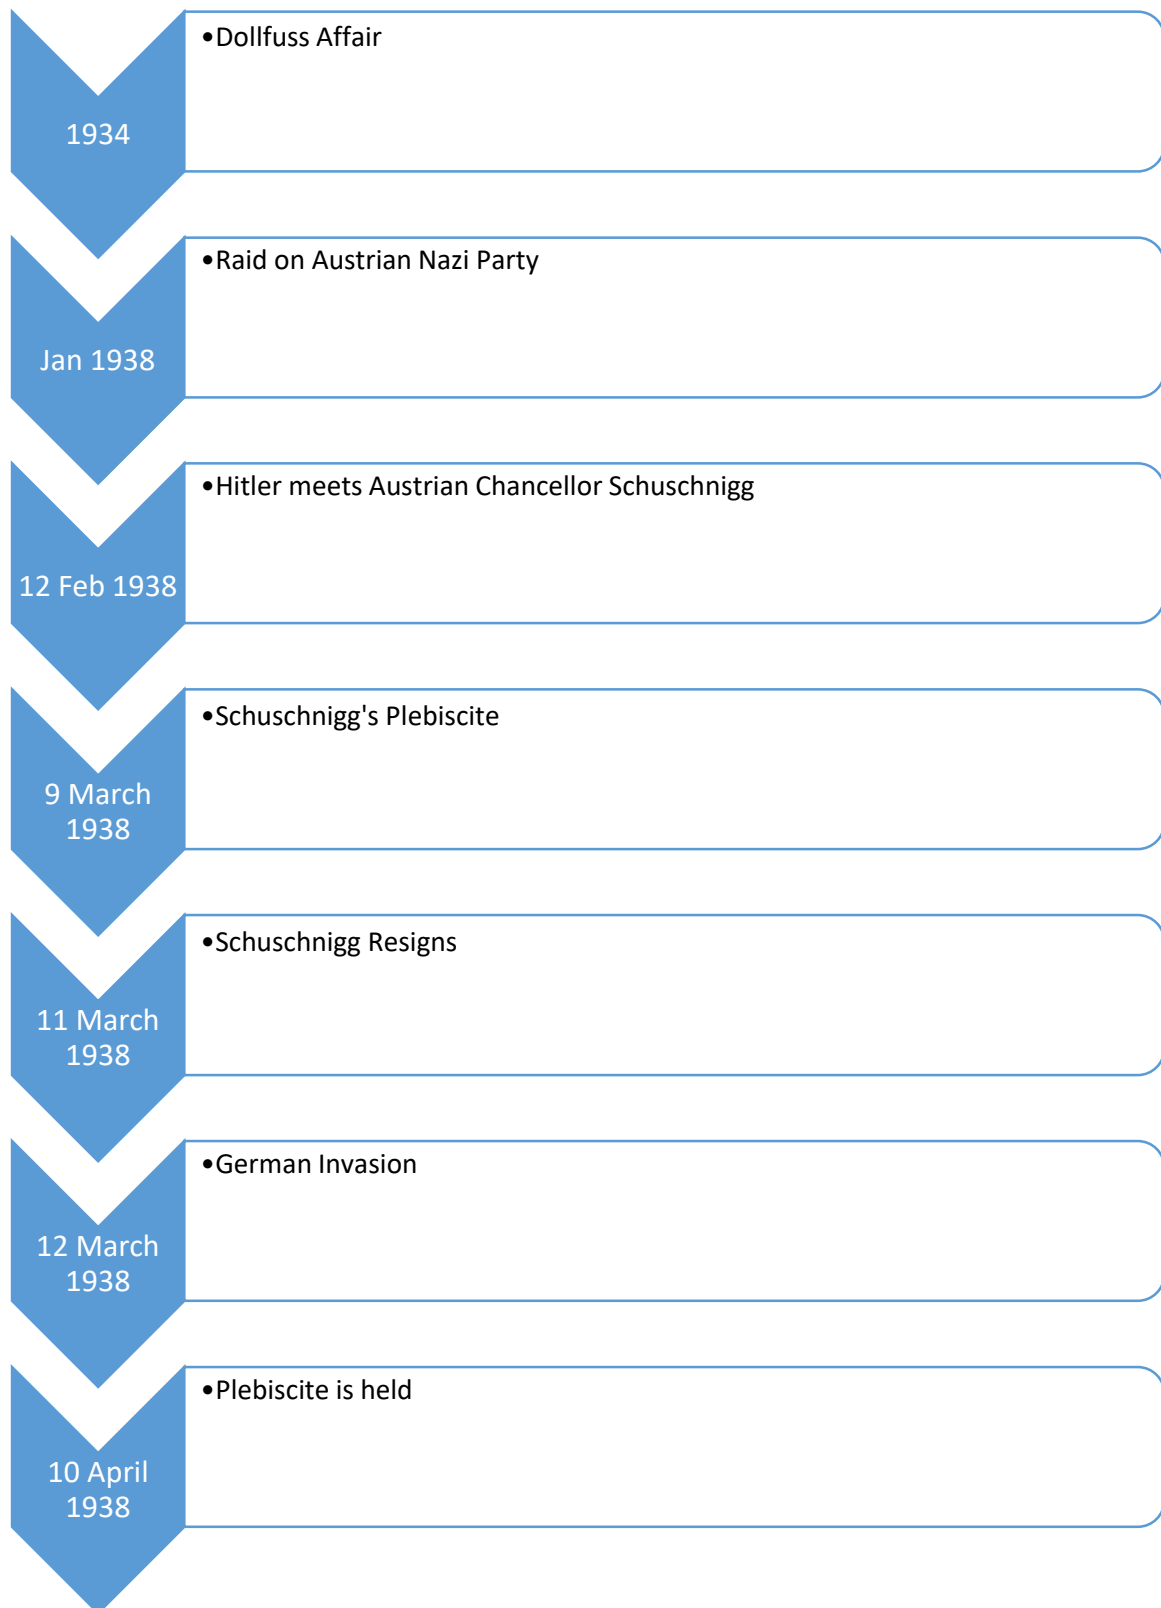 1934
•Dollfuss Affair
Jan 1938
•Raid on Austrian Nazi Party
12 Feb 1938
•Hitler meets Austrian Chancellor Schuschnigg
9 March
1938
•Schuschnigg's Plebiscite
11 March
1938
•Schuschnigg Resigns
12 March
1938
•German Invasion
10 April
1938
•Plebiscite is held